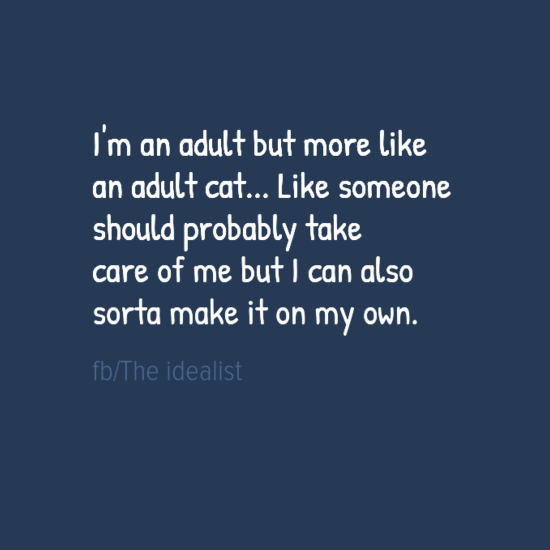 I'm an adult but more like
an adult cat... Like someone
should probably take
care of me but I can also
sorta make it on my own.
fb/The idealist